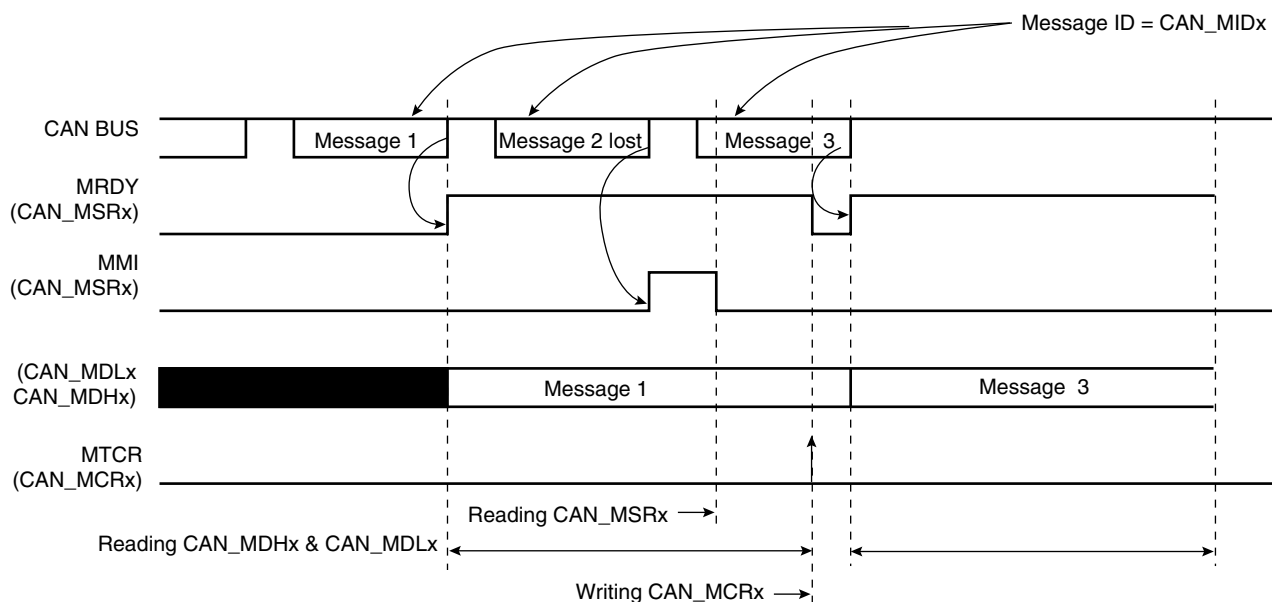 Message ID = CAN_MIDx
CAN BUS
Message 1
Message 2 lost
Message 3
MRDY
(CAN_MSRx)
MMI
(CAN_MSRx)
(CAN_MDLx
CAN_MDHx)
Message 1
Message 3
MTCR
(CAN_MCRx)
Reading CAN_MSRx
Reading CAN_MDHx & CAN_MDLx
Writing CAN_MCRx